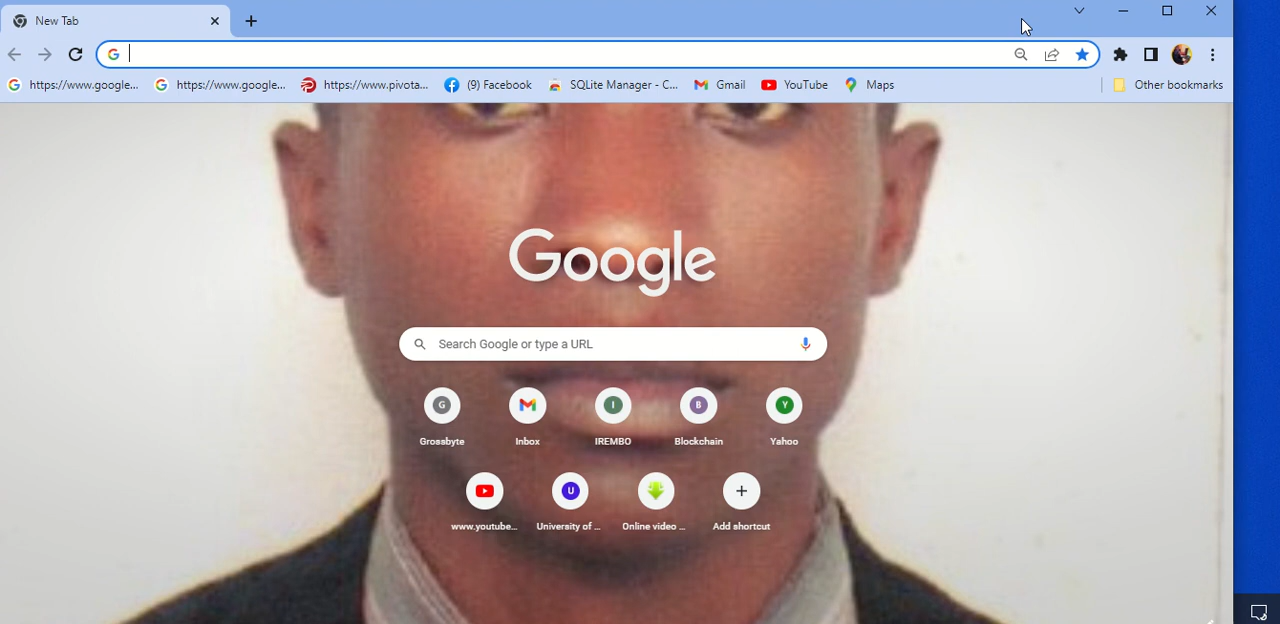 New Tab
https://www.google...
https://www.google...
https://www.pivota...
(9) Facebook
SQLite Manager - C...
Gmail
YouTube
Maps
Other bookmarks
Google
Search Google or type a URL
G
I
B
Y
Grossbyte
Inbox
IREMBO
Blockchain
Yahoo
U
www.youtube...
University of ...
Online video ...
Add shortcut